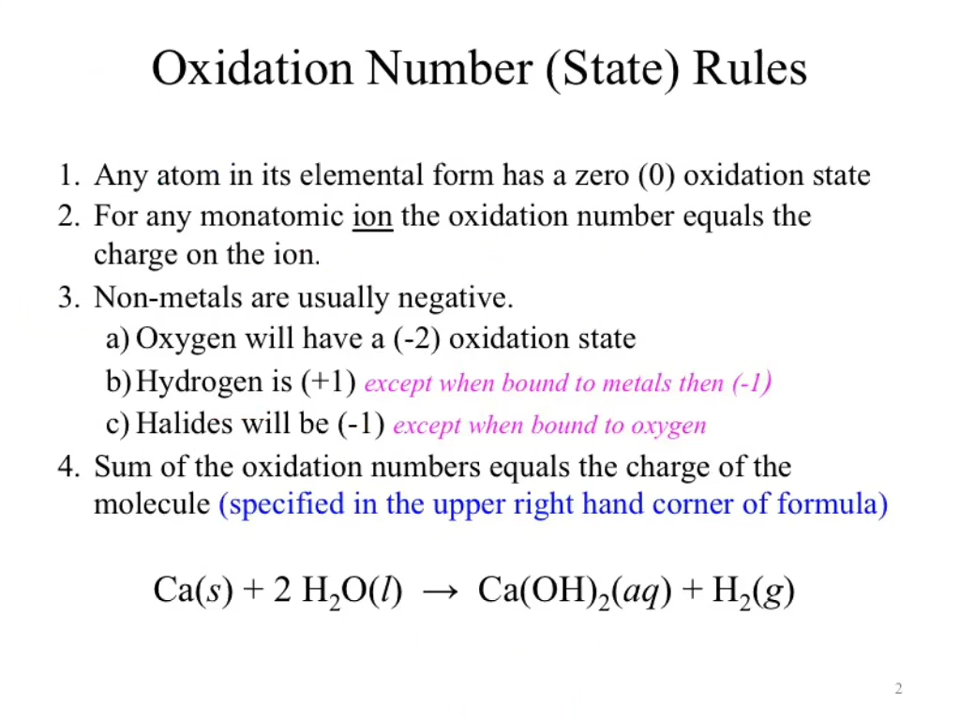 Oxidation Number (State) Rules
1. Any atom in its elemental form has a zero (0) oxidation state
2. For any monatomic ion the oxidation number equals the
charge on the ion.
3. Non-metals are usually negative.
a) Oxygen will have a (-2) oxidation state
b) Hydrogen is (+1) except when bound to metals then (-1)
c) Halides will be (-1) except when bound to oxygen
4. Sum of the oxidation numbers equals the charge of the
molecule (specified in the upper right hand corner of formula)
Ca(s) + 2 H₂O(l) → Ca(OH)₂(aq) + H₂(g)
2